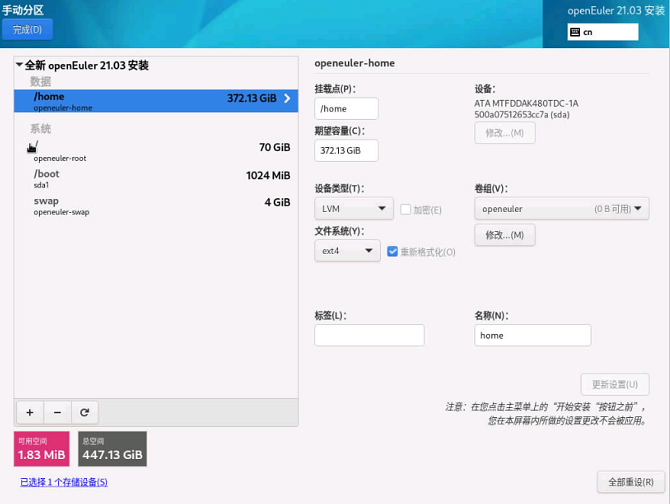 手动分区
openEuler 21.03 安装
完成(D)
cn
全新 openEuler 21.03 安装
数据
/home
openeuler-home
372.13 GiB
系统
/
openeuler-root
70 GiB
/boot
sda1
1024 MiB
swap
openeuler-swap
4 GiB
+ −
可用空间
1.83 MiB
总空间
447.13 GiB
已选择 1 个存储设备(S)
openeuler-home
挂载点(P)：
/home
期望容量(C)：
372.13 GiB
设备：
ATA MTFDDAK480TDC-1A
500a07512653cc7a (sda)
修改...(M)
设备类型(T)：
LVM
加密(E)
文件系统(Y)：
ext4
重新格式化(O)
卷组(V)：
openeuler (0 B 可用)
修改...(M)
标签(L)：
名称(N)：
home
更新设置(U)
注意：在您点击主菜单上的“开始安装“按钮之前”，
您在本屏幕内所做的设置更改不会被应用。
全部重设(R)